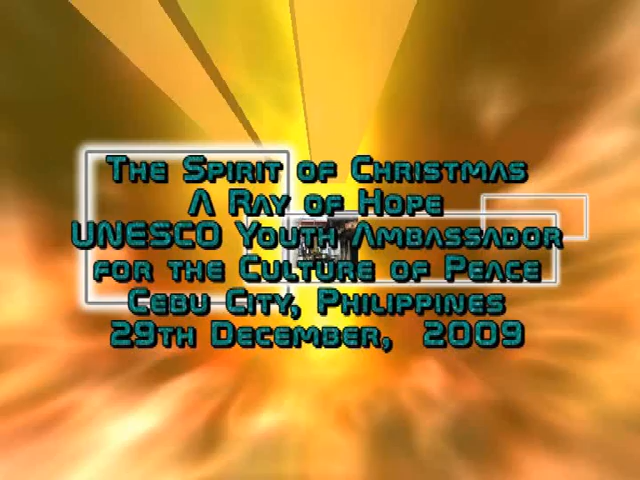 The Spirit of Christmas
A Ray of Hope
UNESCO Youth Ambassador
for the Culture of Peace
Cebu City, Philippines
29th December, 2009